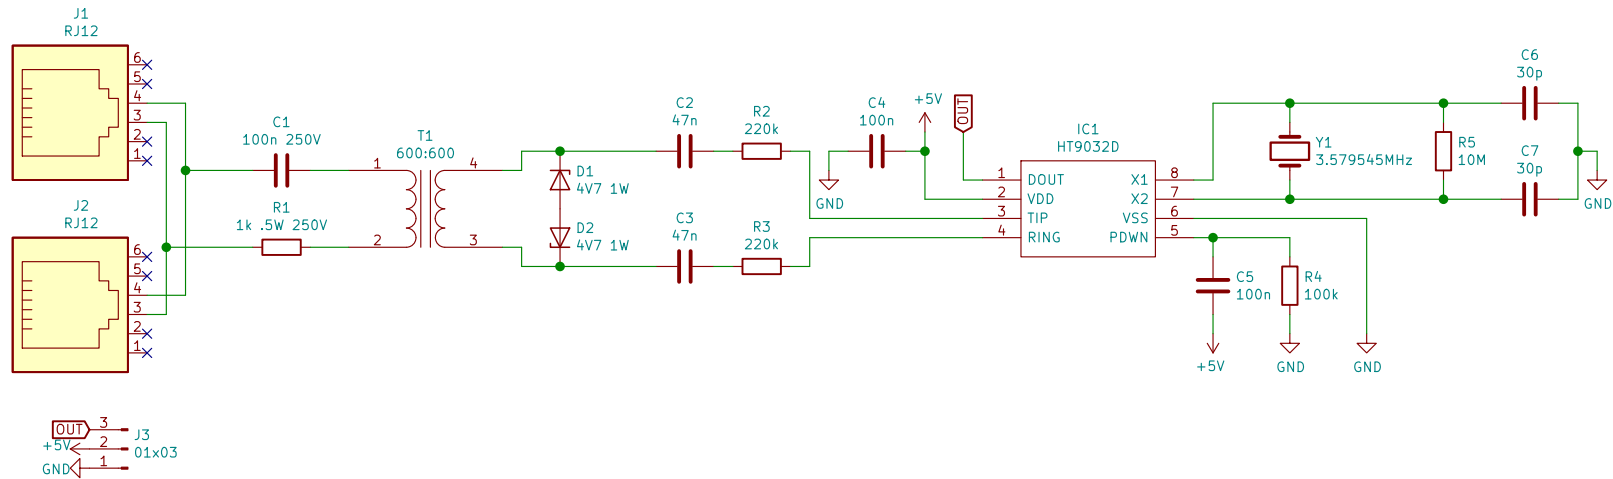 J1
RJ12
6
5
4
3
2
1
J2
RJ12
6
5
4
3
2
1
C1
100n 250V
R1
1k .5W 250V
T1
600:600
1
2
4
3
D1
4V7 1W
D2
4V7 1W
C2
47n
R2
220k
C3
47n
R3
220k
C4
100n
+5V
OUT
GND
IC1
HT9032D
1
2
3
4
DOUT
VDD
TIP
RING
X1
X2
VSS
PDWN
8
7
6
5
C5
100n
+5V
R4
100k
GND
GND
Y1
3.579545MHz
R5
10M
C6
30p
C7
30p
GND
OUT
+5V
GND
3
2
1
J3
01x03